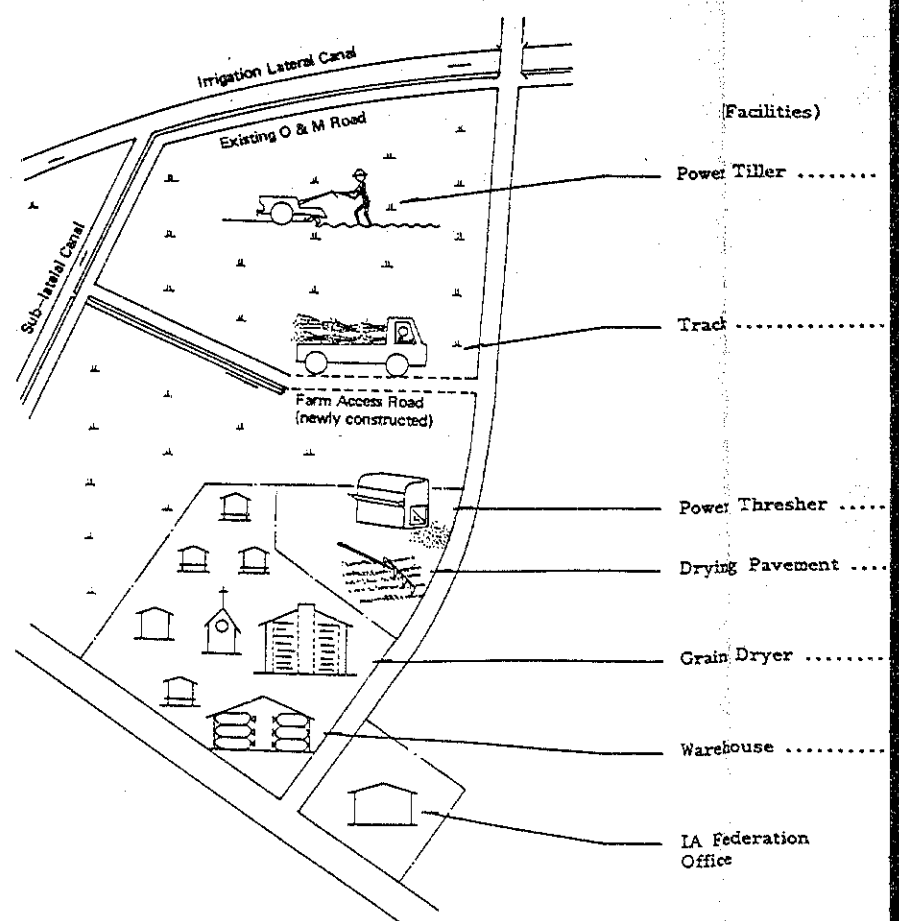 Irrigation Lateral Canal
Existing O & M Road
Sub-lateral Canal
Farm Access Road
(newly constructed)
(Facilities)
Power Tiller ........
Track ..............
Power Thresher .....
Drying Pavement ....
Grain Dryer .......
Warehouse .........
IA Federation
Office